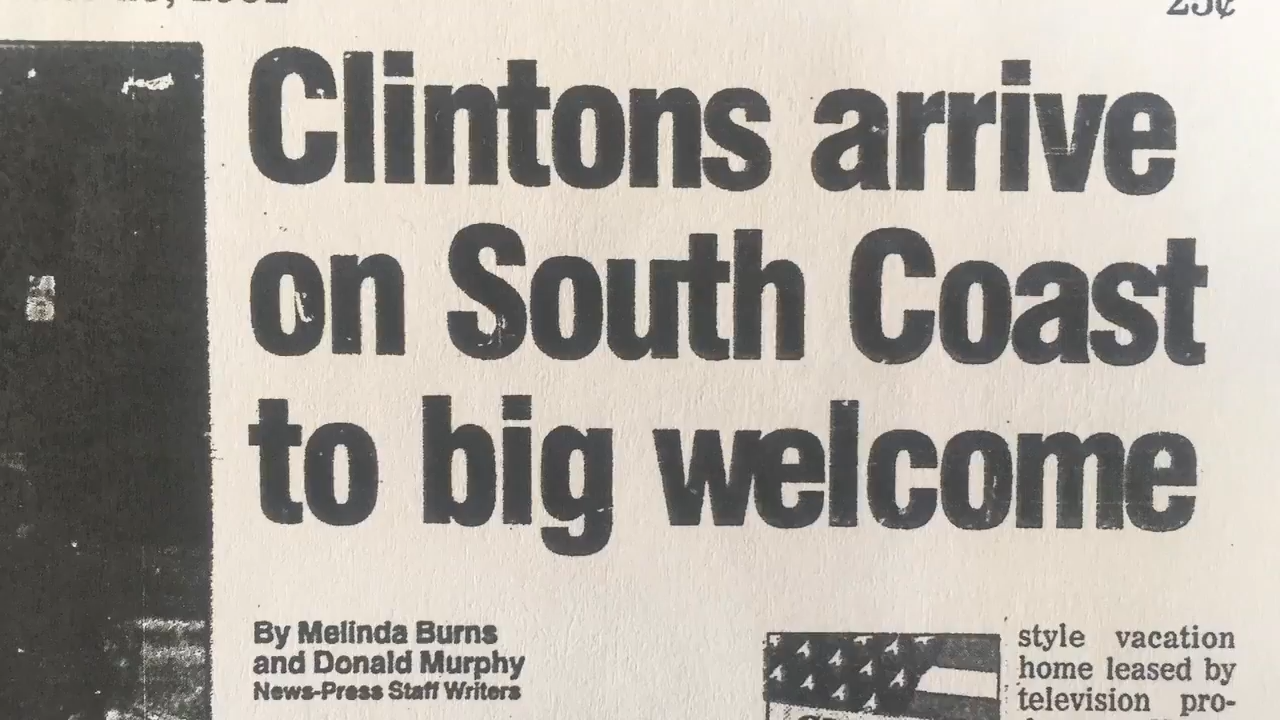 25¢
Clintons arrive
on South Coast
to big welcome
By Melinda Burns
and Donald Murphy
News-Press Staff Writers
style vacation
home leased by
television pro-